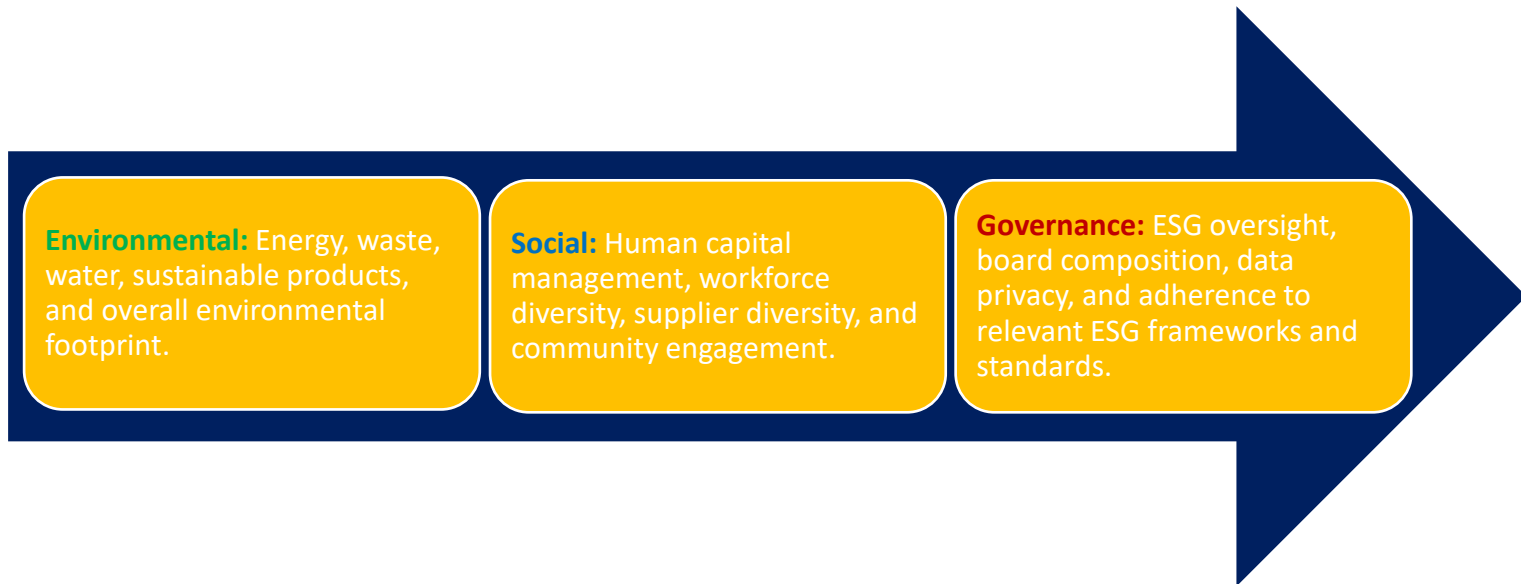 Environmental: Energy, waste,
water, sustainable products,
and overall environmental
footprint.
Social: Human capital
management, workforce
diversity, supplier diversity, and
community engagement.
Governance: ESG oversight,
board composition, data
privacy, and adherence to
relevant ESG frameworks and
standards.